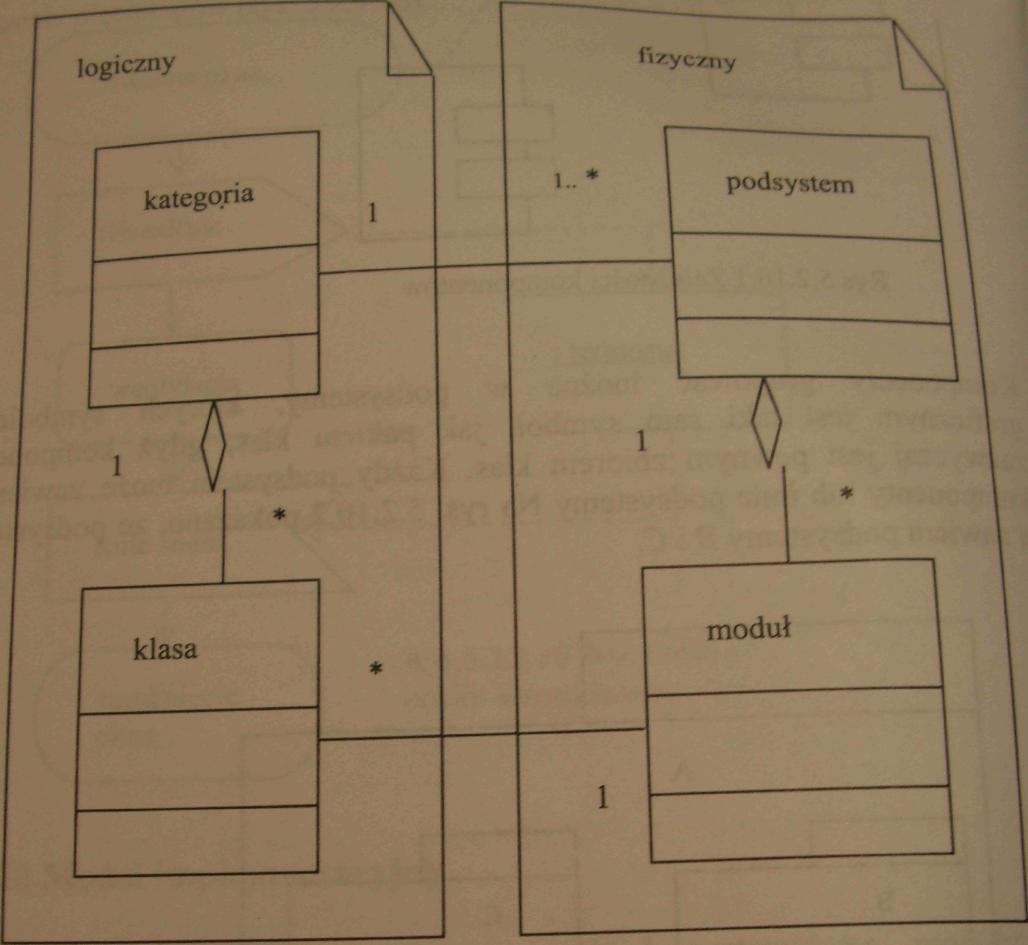 logiczny
fizyczny
kategoria
1
1.. *
podsystem
1
*
1
*
klasa
*
moduł
1